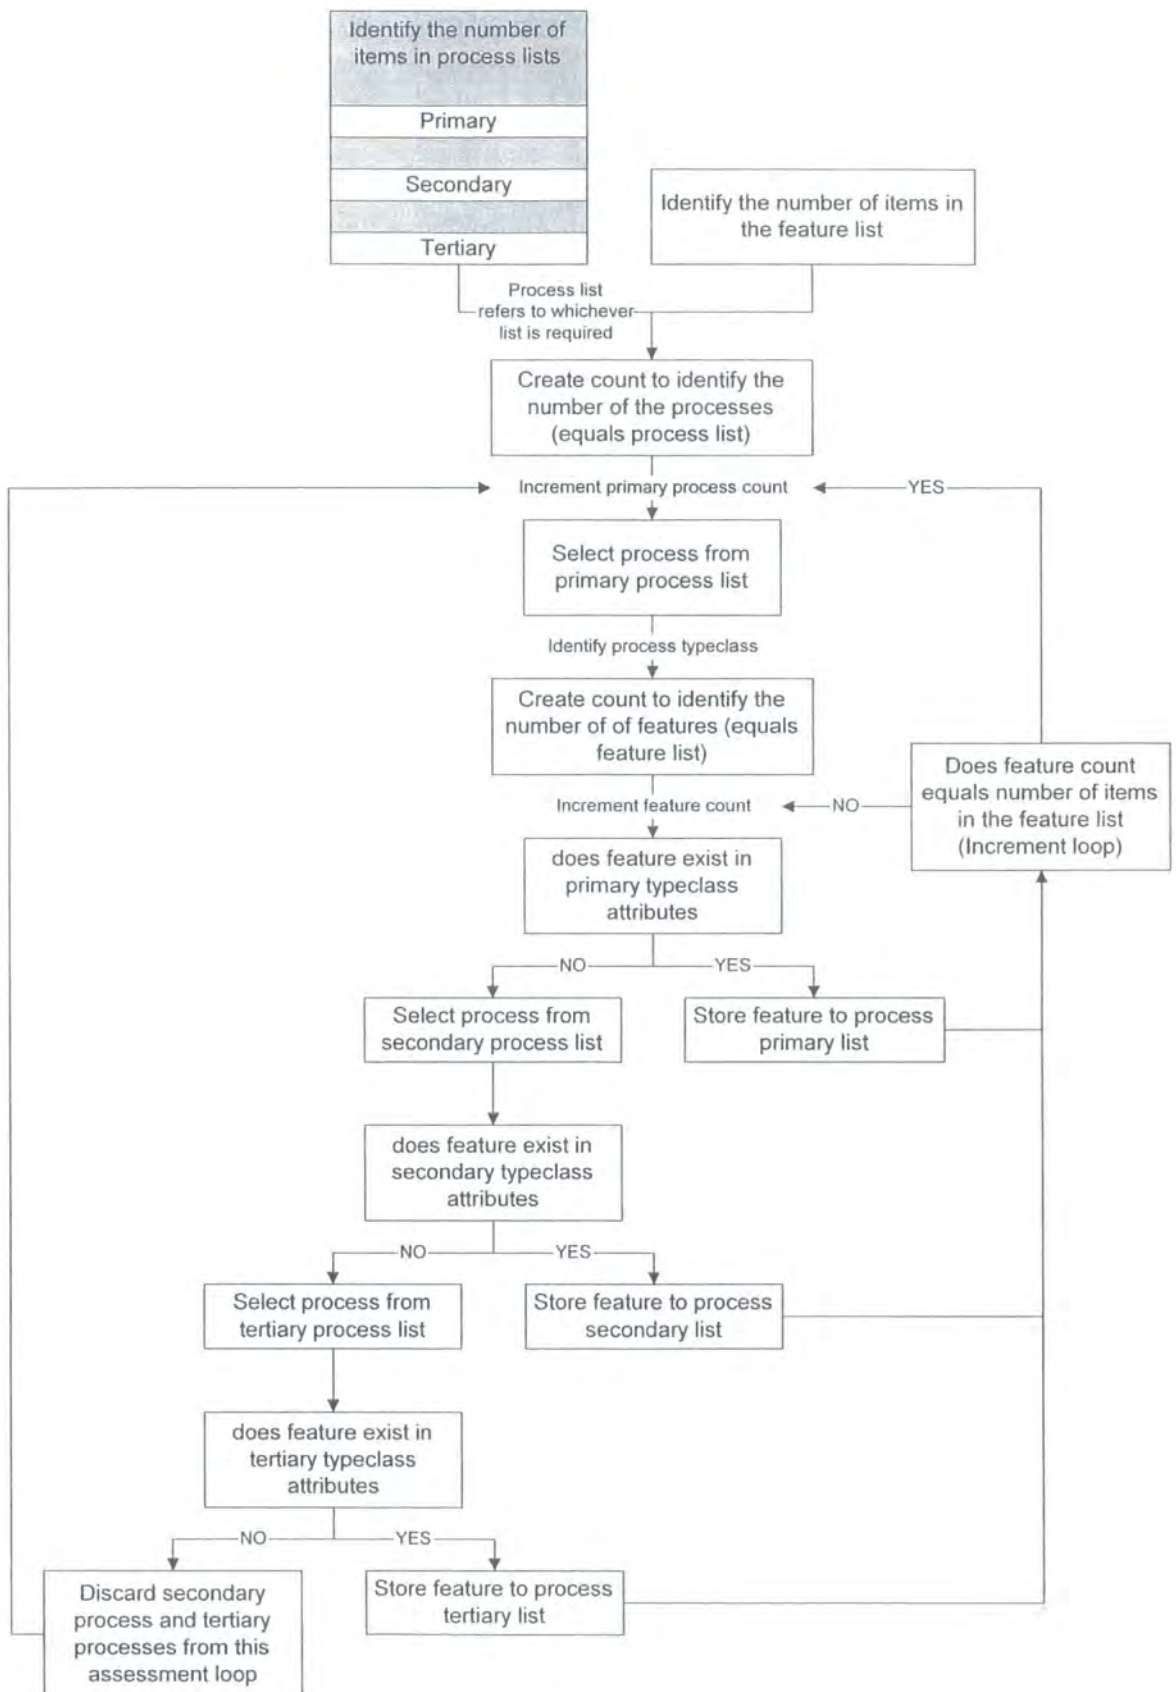 Identify the number of
items in process lists
Primary
Secondary
Tertiary
Identify the number of items in
the feature list
Process list
refers to whichever
list is required
Create count to identify the
number of the processes
(equals process list)
Increment primary process count
YES
Select process from
primary process list
Identify process typeclass
Create count to identify the
number of of features (equals
feature list)
Does feature count
equals number of items
in the feature list
(Increment loop)
Increment feature count
NO
does feature exist in
primary typeclass
attributes
NO
YES
Select process from
secondary process list
Store feature to process
primary list
does feature exist in
secondary typeclass
attributes
NO
YES
Select process from
tertiary process list
Store feature to process
secondary list
does feature exist in
tertiary typeclass
attributes
NO
YES
Discard secondary
process and tertiary
processes from this
assessment loop
Store feature to process
tertiary list